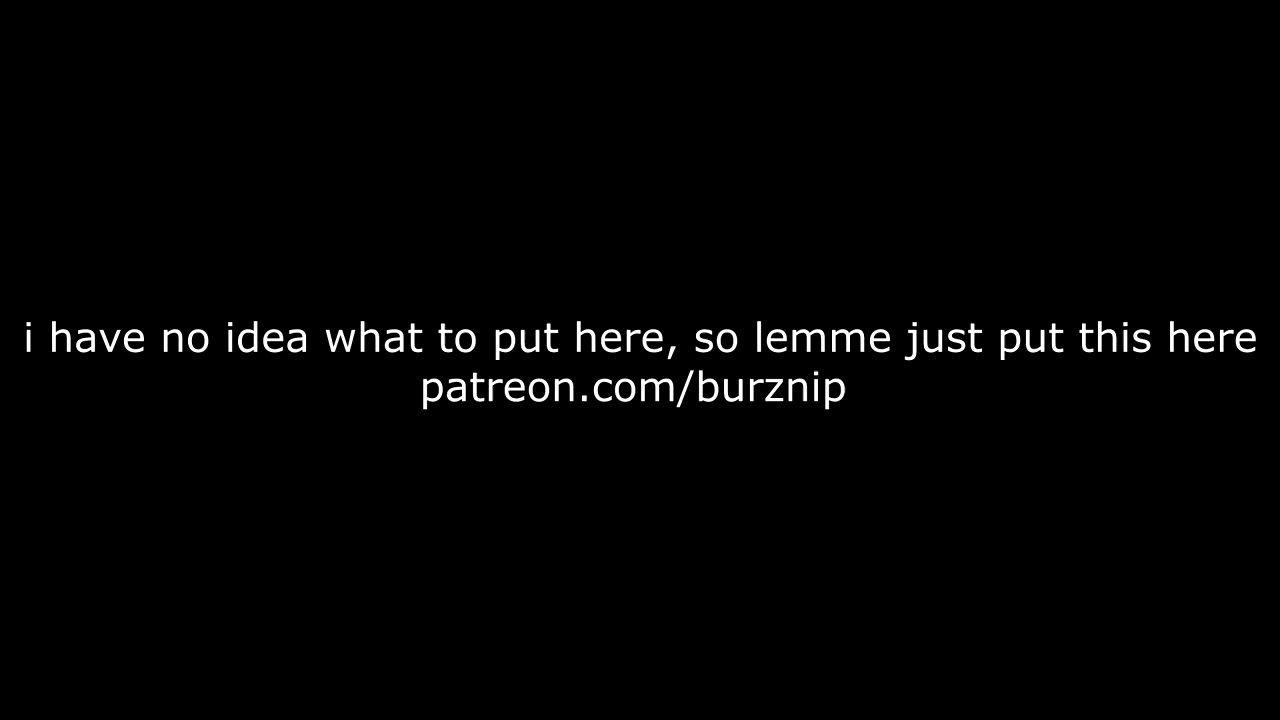 i have no idea what to put here, so lemme just put this here
patreon.com/burznip